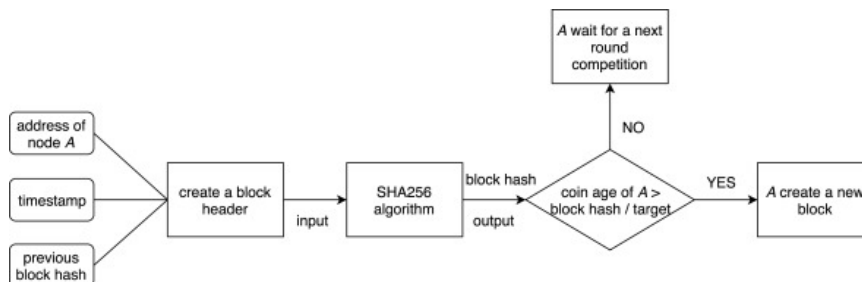 A wait for a next
round
competition
address of
node A
NO
timestamp
create a block
header
input
SHA256
algorithm
block hash
output
coin age of A >
block hash / target
YES
A create a new
block
previous
block hash